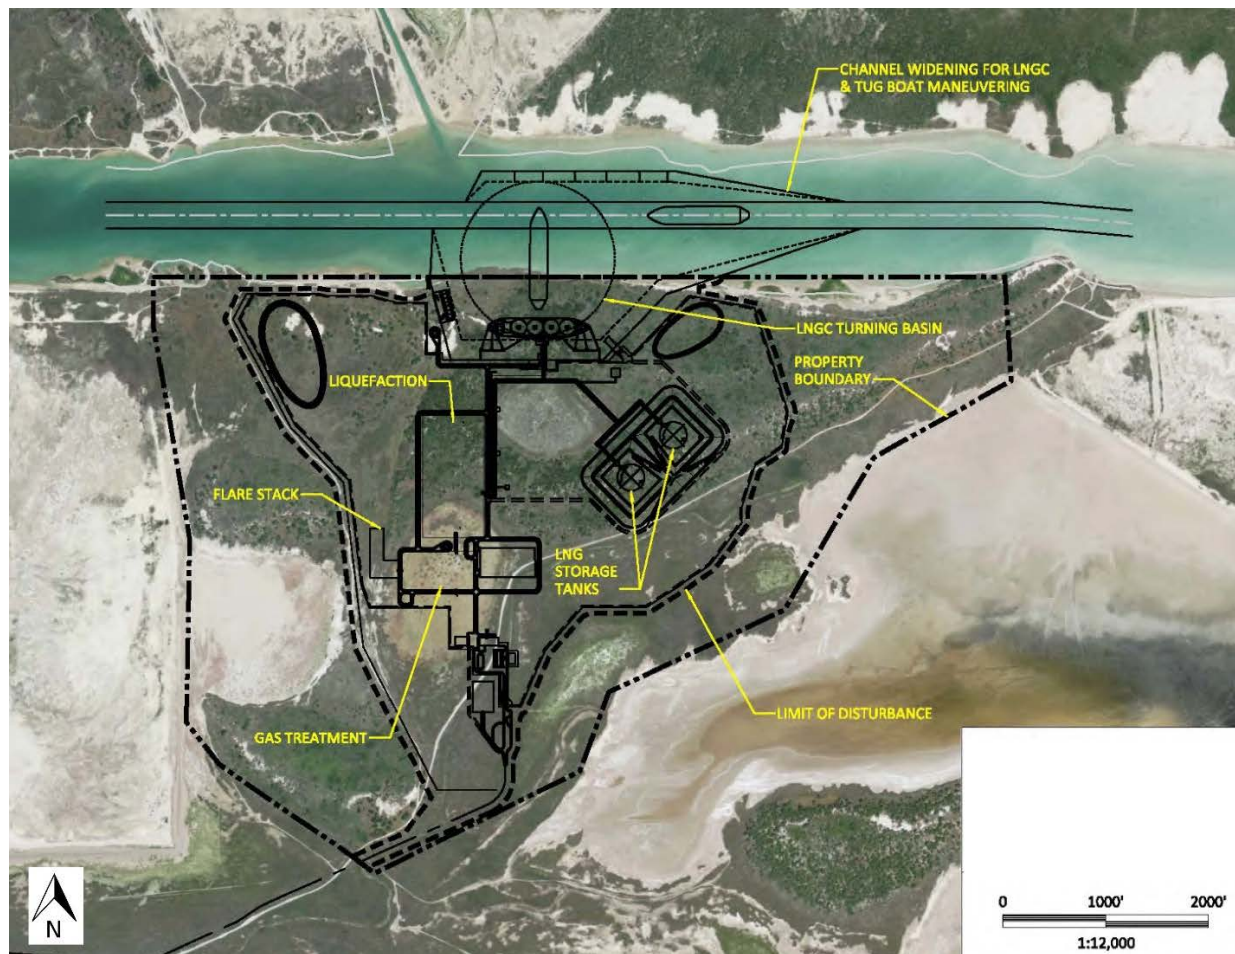 CHANNEL WIDENING FOR LNGC
& TUG BOAT MANEUVERING
LNGC TURNING BASIN
PROPERTY
BOUNDARY
LIQUEFACTION
FLARE STACK
LNG
STORAGE
TANKS
LIMIT OF DISTURBANCE
GAS TREATMENT
N
0 1000' 2000'
1:12,000